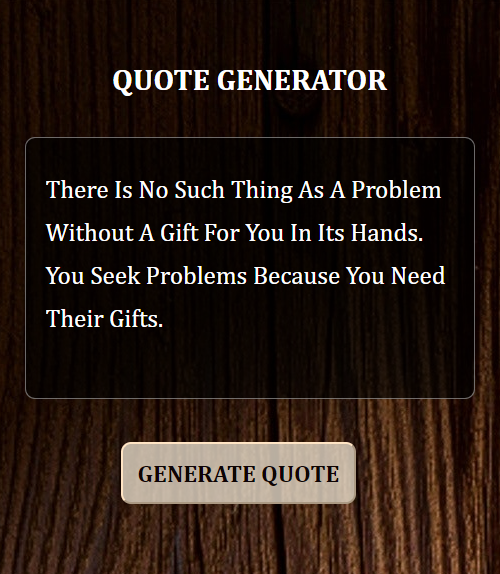 QUOTE GENERATOR
There Is No Such Thing As A Problem
Without A Gift For You In Its Hands.
You Seek Problems Because You Need
Their Gifts.
GENERATE QUOTE